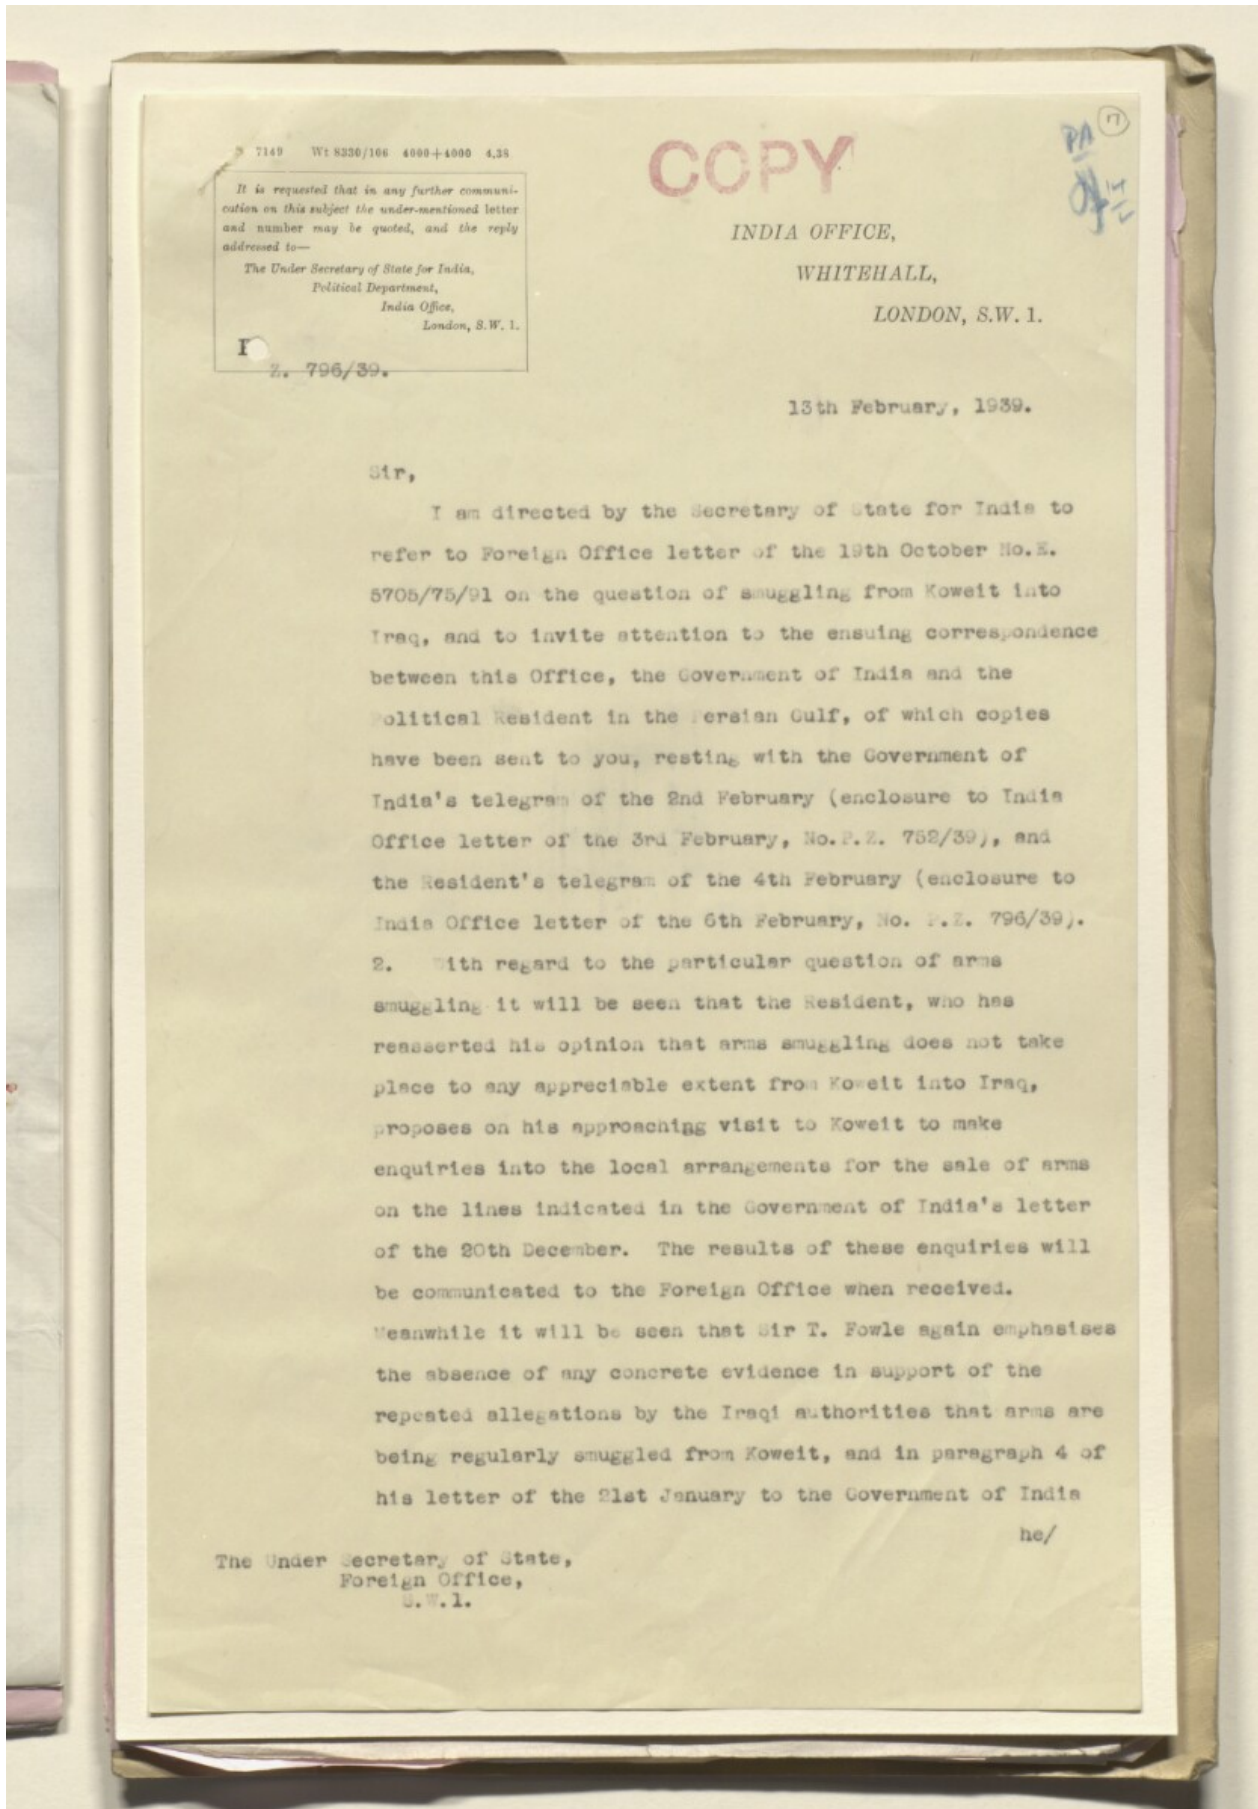 7149 Wt 8330/106 4000+4000 4.38
COPY
PA
It is requested that in any further communi-
cation on this subject the under-mentioned letter
and number may be quoted, and the reply
addressed to—
The Under Secretary of State for India,
Political Department,
India Office,
London, S.W. 1.
P
Z. 796/39.
INDIA OFFICE,
WHITEHALL,
LONDON, S.W. 1.
13th February, 1939.
Sir,
I am directed by the Secretary of State for India to
refer to Foreign Office letter of the 19th October No.E.
5705/75/91 on the question of smuggling from Koweit into
Iraq, and to invite attention to the ensuing correspondence
between this Office, the Government of India and the
Political Resident in the Persian Gulf, of which copies
have been sent to you, resting with the Government of
India's telegram of the 2nd February (enclosure to India
Office letter of the 3rd February, No.P.Z. 752/39), and
the Resident's telegram of the 4th February (enclosure to
India Office letter of the 6th February, No. P.Z. 796/39).
2. With regard to the particular question of arms
smuggling it will be seen that the Resident, who has
reasserted his opinion that arms smuggling does not take
place to any appreciable extent from Koweit into Iraq,
proposes on his approaching visit to Koweit to make
enquiries into the local arrangements for the sale of arms
on the lines indicated in the Government of India's letter
of the 20th December. The results of these enquiries will
be communicated to the Foreign Office when received.
Meanwhile it will be seen that Sir T. Fowle again emphasises
the absence of any concrete evidence in support of the
repeated allegations by the Iraqi authorities that arms are
being regularly smuggled from Koweit, and in paragraph 4 of
his letter of the 21st January to the Government of India
he/
The Under Secretary of State,
Foreign Office,
S.W.1.